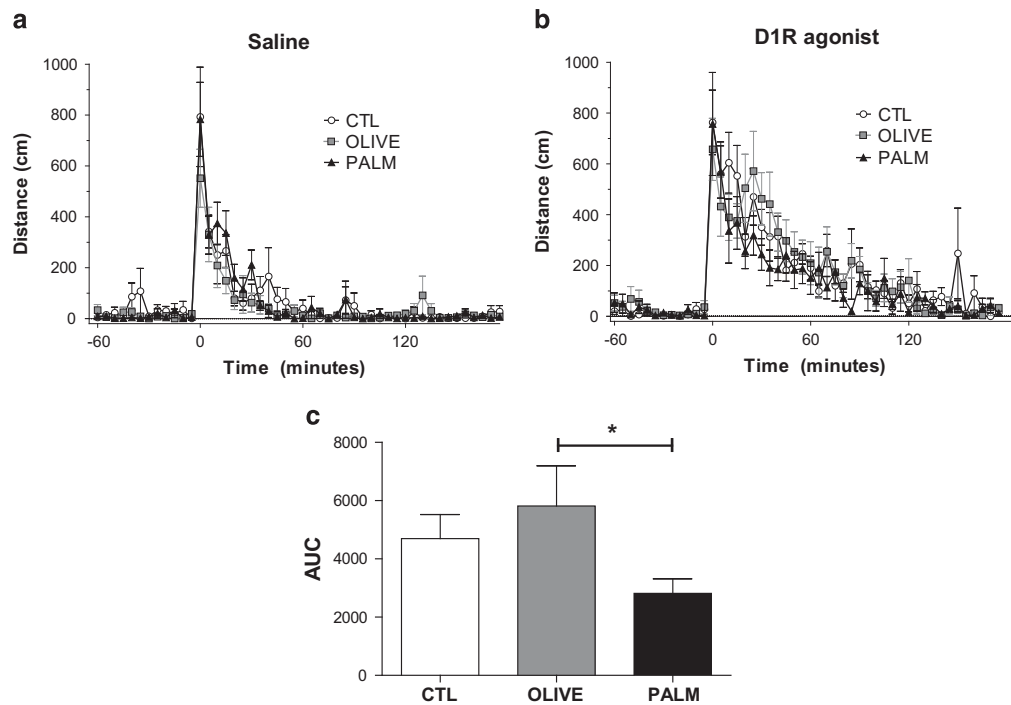 a
Saline
1000
800
600
400
200
0
Distance (cm)
CTL
OLIVE
PALM
-60
0
120
Time (minutes)
b
D1R agonist
1000
800
600
400
200
0
Distance (cm)
CTL
OLIVE
PALM
-60
0
120
Time (minutes)
c
8000
6000
4000
2000
0
AUC
*
CTL
OLIVE
PALM